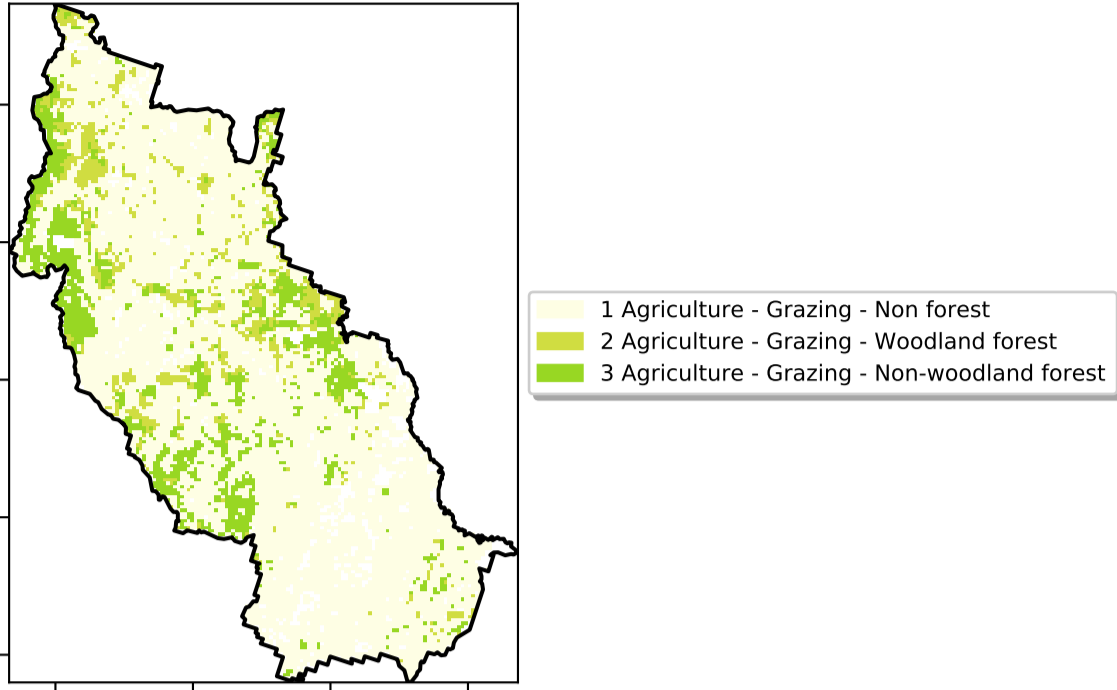 1 Agriculture - Grazing - Non forest
2 Agriculture - Grazing - Woodland forest
3 Agriculture - Grazing - Non-woodland forest